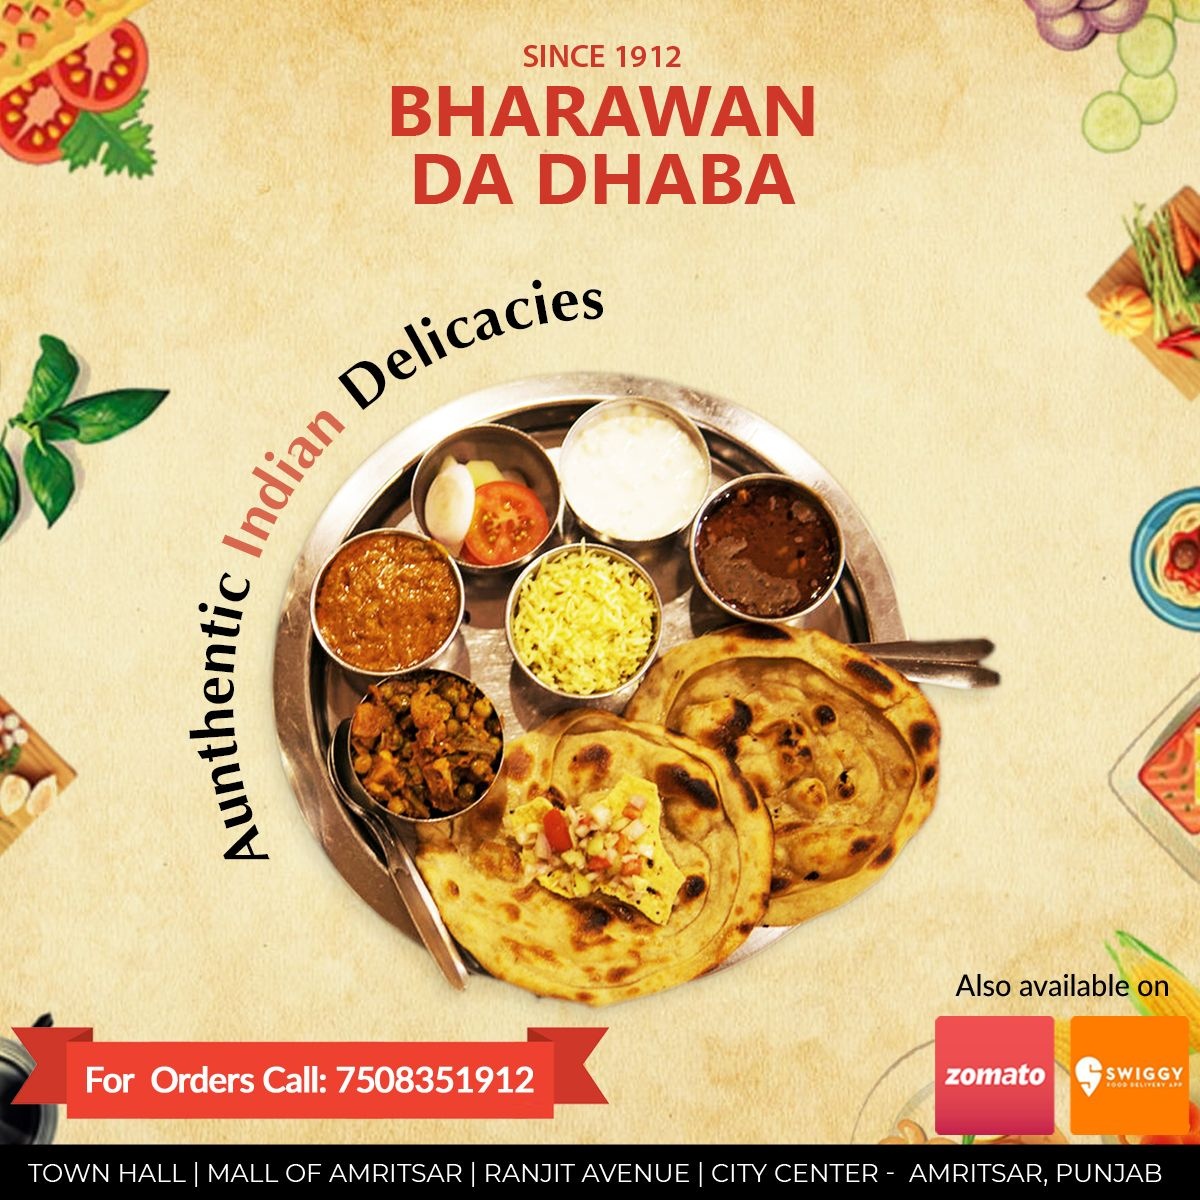 SINCE 1912
BHARAWAN
DA DHABA
Aunthentic Indian Delicacies
Also available on
zomato
SWIGGY
FOOD DELIVERY APP
For Orders Call: 7508351912
TOWN HALL | MALL OF AMRITSAR | RANJIT AVENUE | CITY CENTER - AMRITSAR, PUNJAB